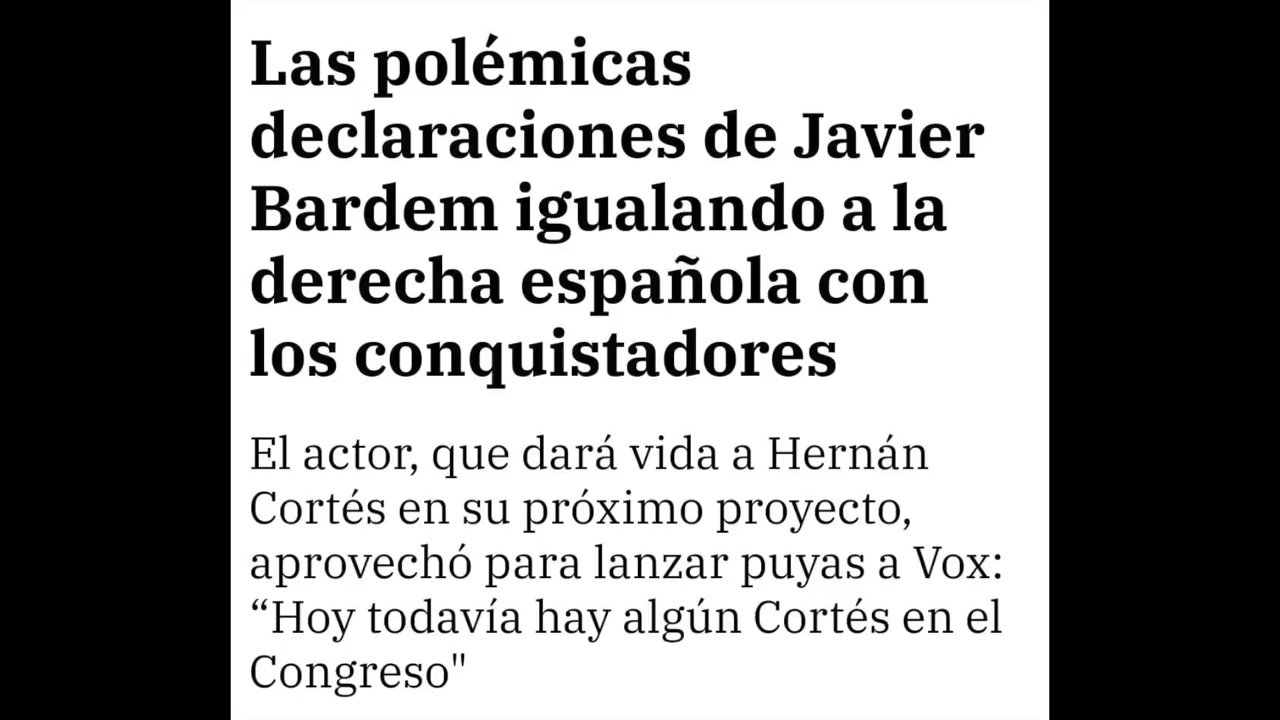 Las polémicas
declaraciones de Javier
Bardem igualando a la
derecha española con
los conquistadores
El actor, que dará vida a Hernán
Cortés en su próximo proyecto,
aprovechó para lanzar puyas a Vox:
“Hoy todavía hay algún Cortés en el
Congreso"